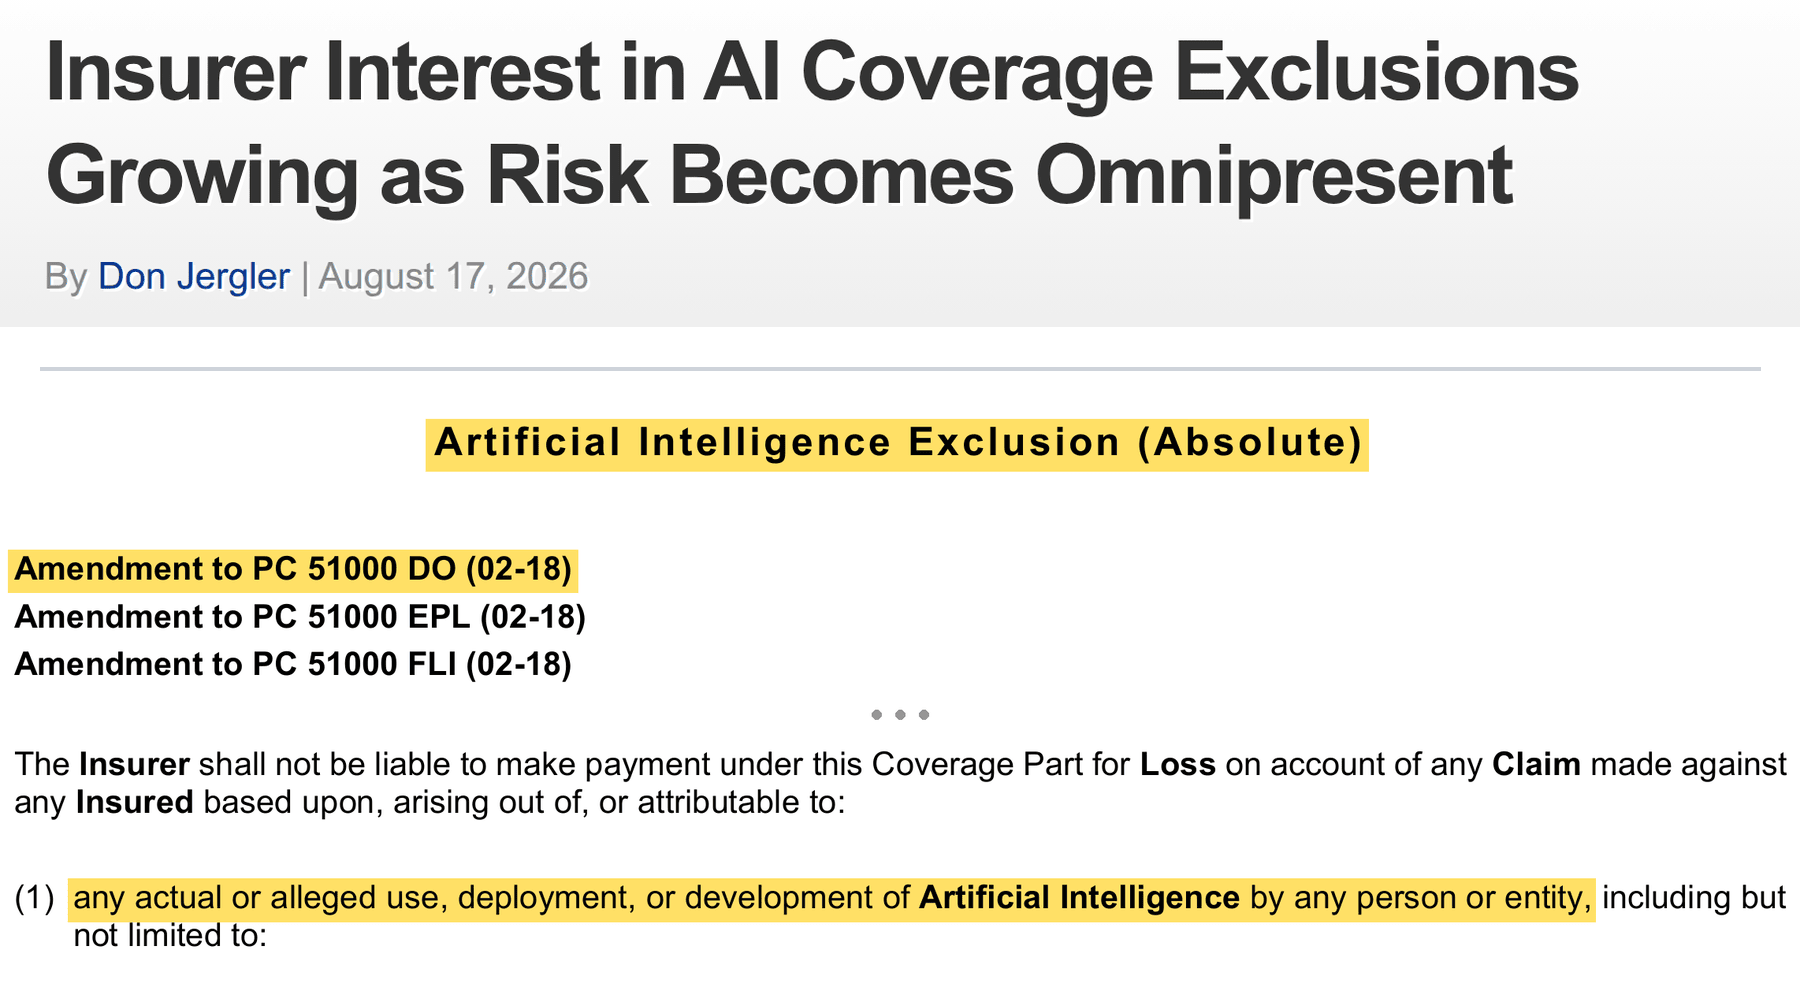 Insurer Interest in AI Coverage Exclusions
Growing as Risk Becomes Omnipresent
By Don Jergler | August 17, 2026
Artificial Intelligence Exclusion (Absolute)
Amendment to PC 51000 DO (02-18)
Amendment to PC 51000 EPL (02-18)
Amendment to PC 51000 FLI (02-18)
• • •
The Insurer shall not be liable to make payment under this Coverage Part for Loss on account of any Claim made against
any Insured based upon, arising out of, or attributable to:
(1) any actual or alleged use, deployment, or development of Artificial Intelligence by any person or entity, including but
not limited to: